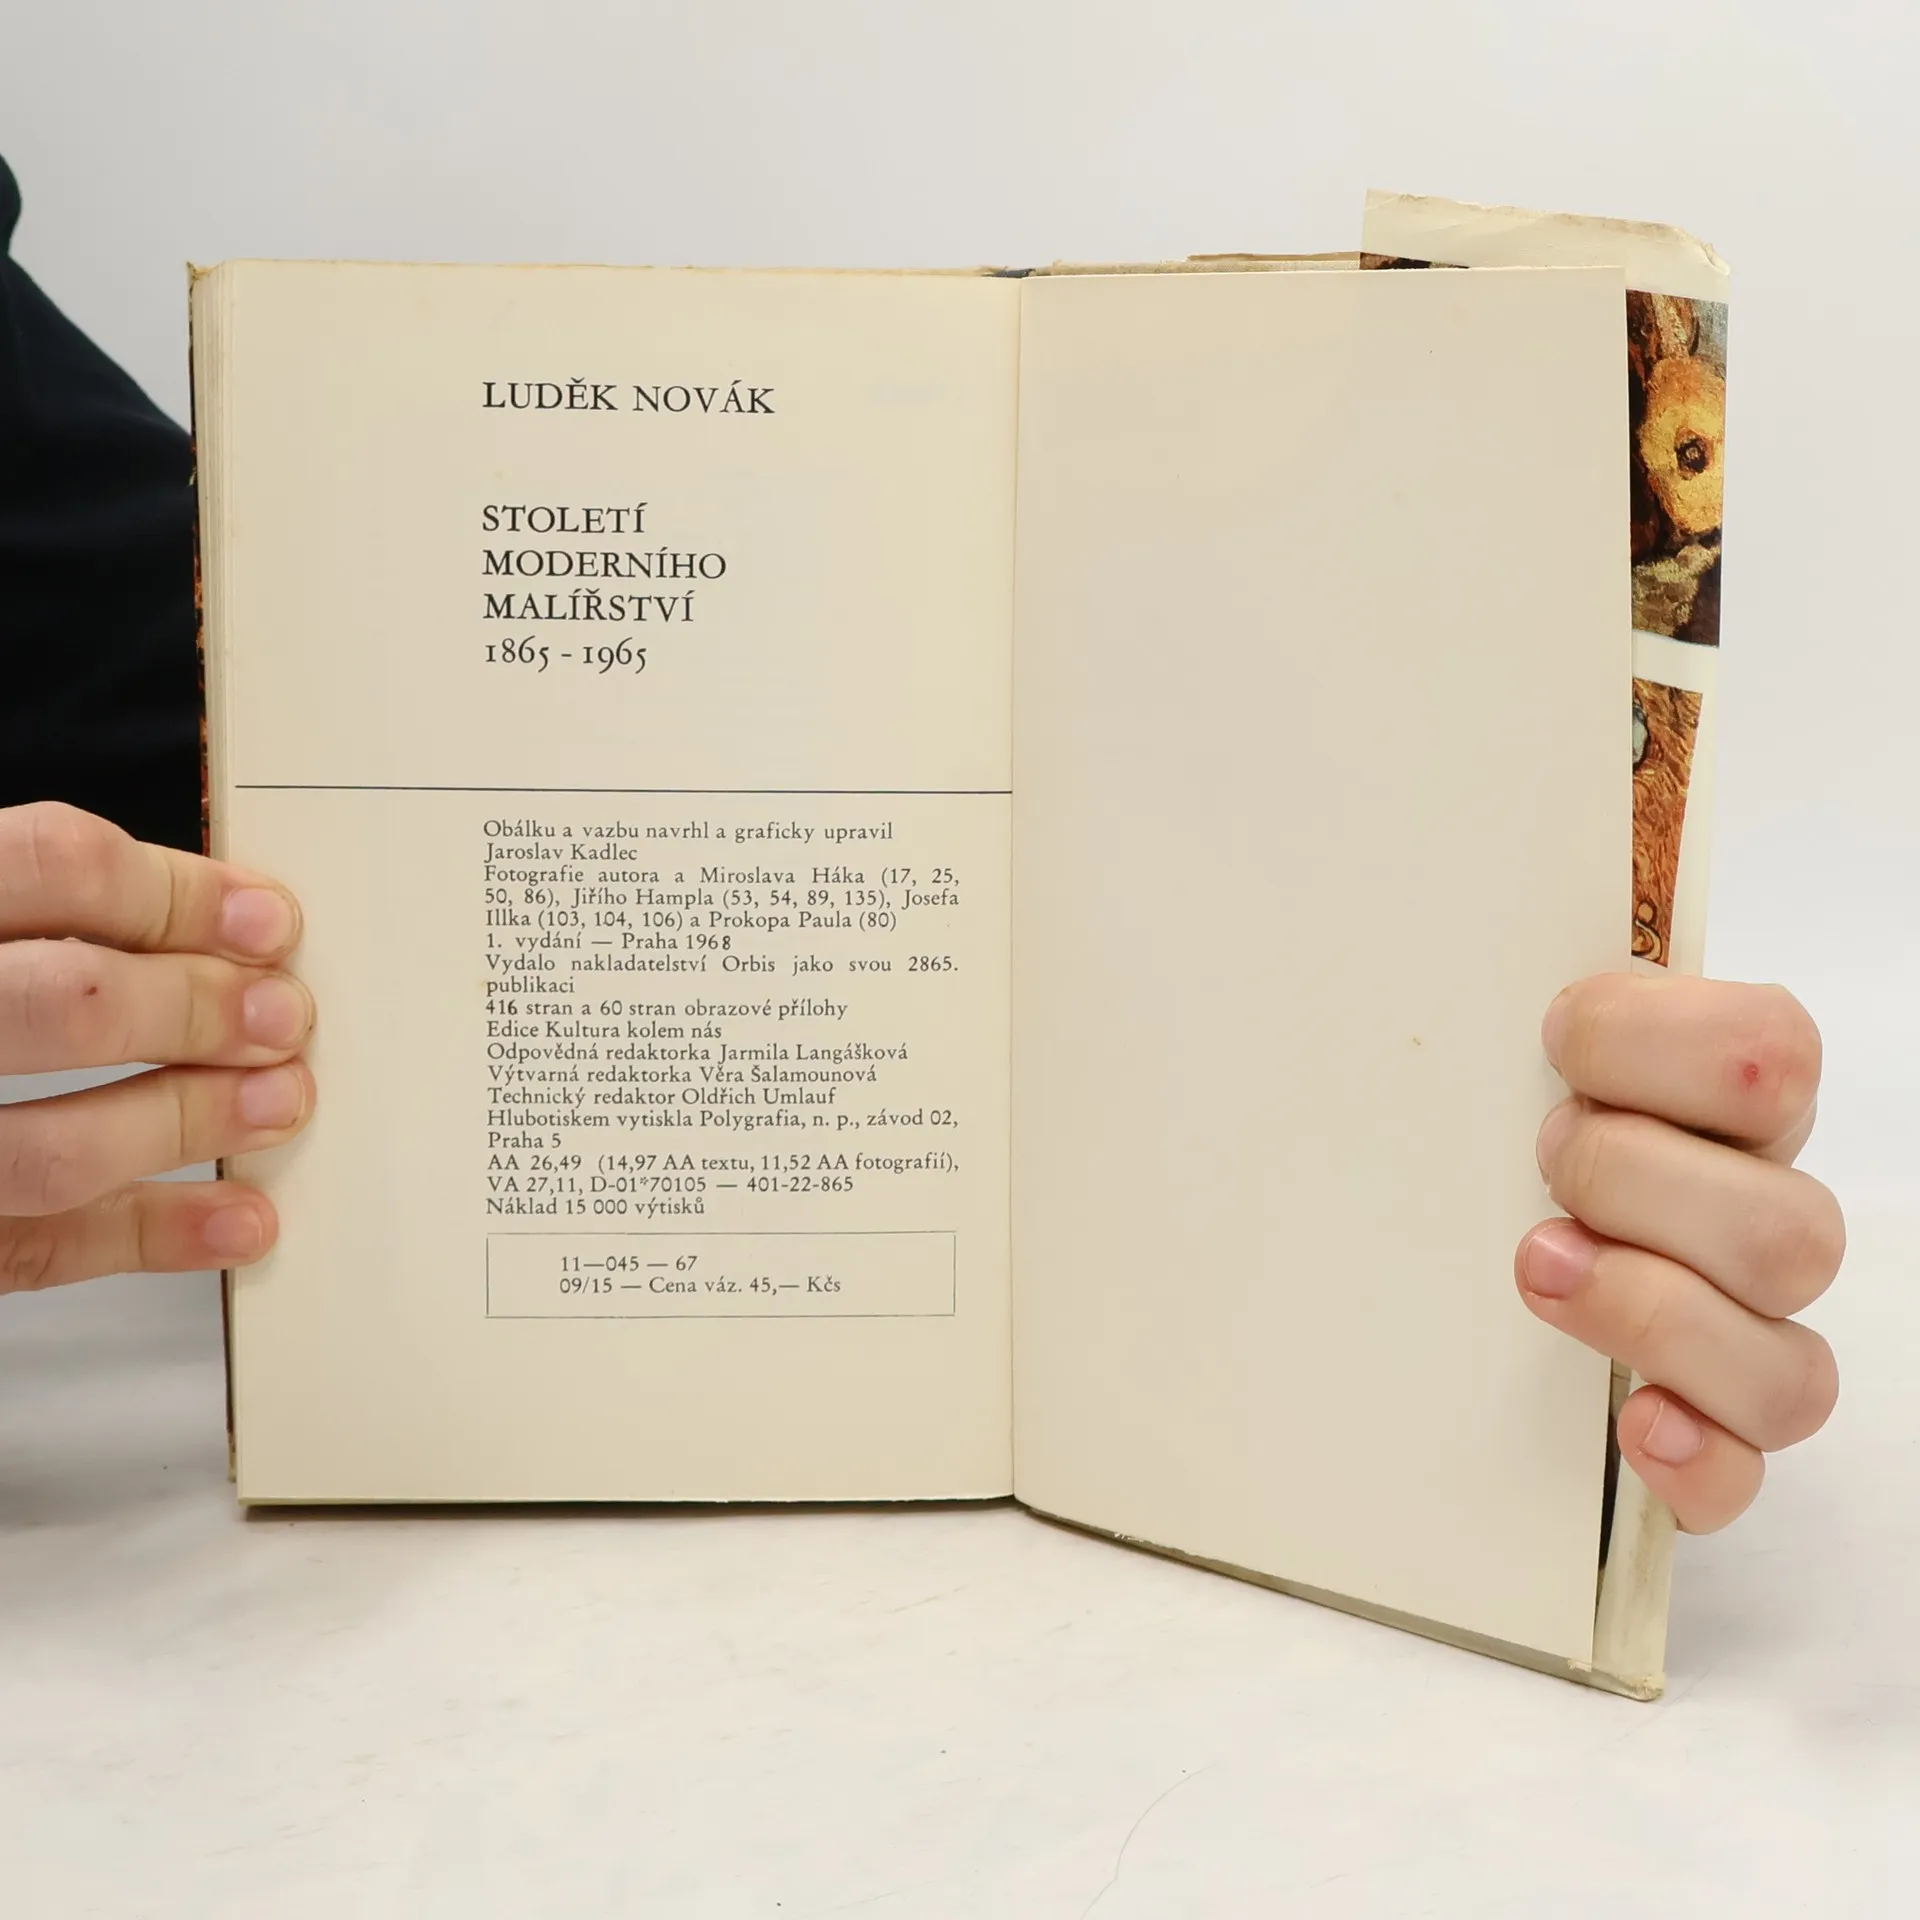 LUDĚK NOVÁK
STOLETÍ
MODERNÍHO
MALÍŘSTVÍ
1865 - 1965
Obálku a vazbu navrhl a graficky upravil
Jaroslav Kadlec
Fotografie autora a Miroslava Háka (17, 25,
50, 86), Jiřího Hampla (53, 54, 89, 135), Josefa
Illka (103, 104, 106) a Prokopa Paula (80)
1. vydání — Praha 1968
Vydalo nakladatelství Orbis jako svou 2865.
publikaci
416 stran a 60 stran obrazové přílohy
Edice Kultura kolem nás
Odpovědná redaktorka Jarmila Langášková
Výtvarná redaktorka Věra Šalamounová
Technický redaktor Oldřich Umlauf
Hlubotiskem vytiskla Polygrafia, n. p., závod 02,
Praha 5
AA 26,49 (14,97 AA textu, 11,52 AA fotografií),
VA 27,11, D-01*70105 — 401-22-865
Náklad 15 000 výtisků
11—045 — 67
09/15 — Cena váz. 45,— Kčs